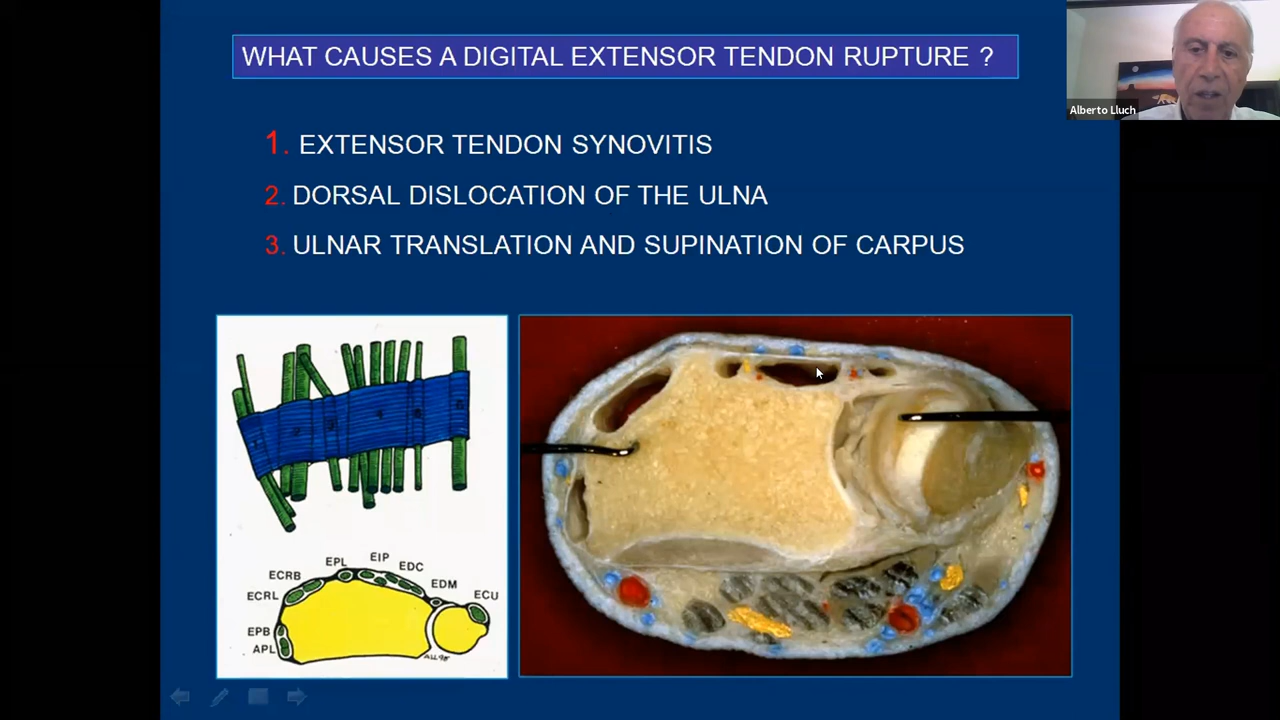 WHAT CAUSES A DIGITAL EXTENSOR TENDON RUPTURE ?
Alberto Lluch
1. EXTENSOR TENDON SYNOVITIS
2. DORSAL DISLOCATION OF THE ULNA
3. ULNAR TRANSLATION AND SUPINATION OF CARPUS
EIP
EPL
EDC
ECRB
EDM
ECRL
ECU
EPB
APL